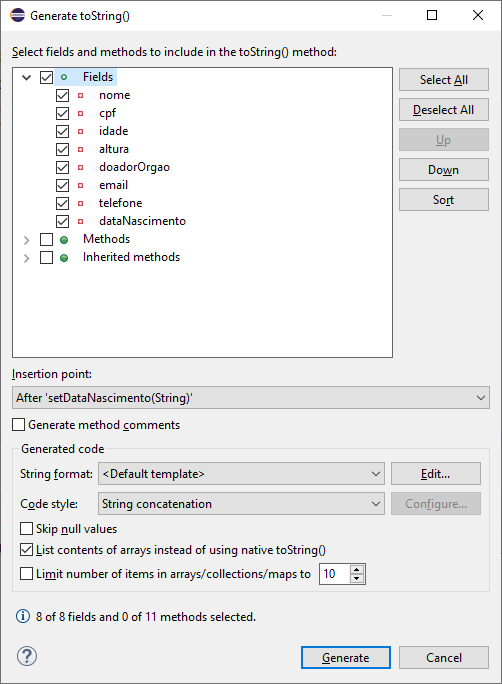 Generate toString()
Select fields and methods to include in the toString() method:
Fields
nome
cpf
idade
altura
doadorOrgao
email
telefone
dataNascimento
Methods
Inherited methods
Select All
Deselect All
Up
Down
Sort
Insertion point:
After 'setDataNascimento(String)'
Generate method comments
Generated code
String format: <Default template> Edit...
Code style: String concatenation Configure...
Skip null values
List contents of arrays instead of using native toString()
Limit number of items in arrays/collections/maps to 10
8 of 8 fields and 0 of 11 methods selected.
Generate Cancel